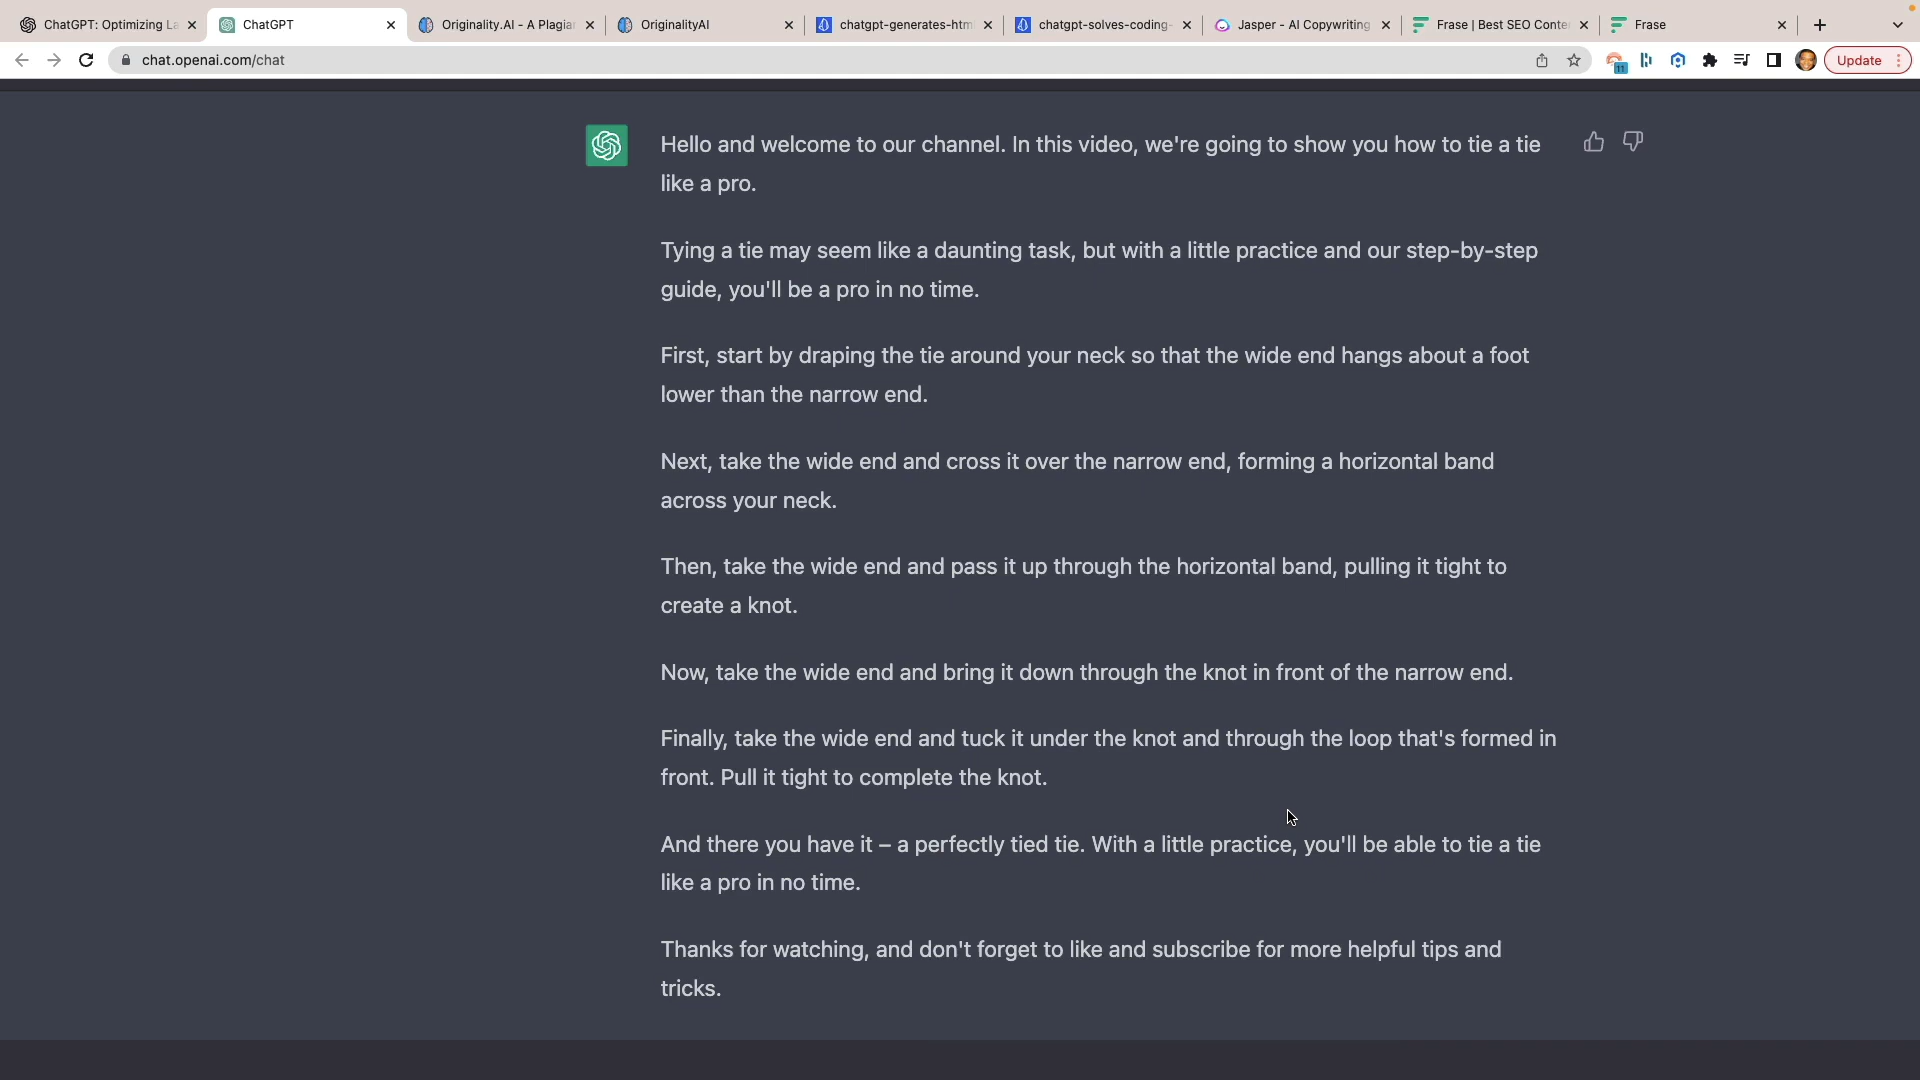 ChatGPT: Optimizing La
ChatGPT
Originality.AI - A Plagia
OriginalityAI
chatgpt-generates-htm
chatgpt-solves-coding-
Jasper - AI Copywriting
Frase | Best SEO Conte
Frase
chat.openai.com/chat
11
Update
Hello and welcome to our channel. In this video, we're going to show you how to tie a tie
like a pro.
Tying a tie may seem like a daunting task, but with a little practice and our step-by-step
guide, you'll be a pro in no time.
First, start by draping the tie around your neck so that the wide end hangs about a foot
lower than the narrow end.
Next, take the wide end and cross it over the narrow end, forming a horizontal band
across your neck.
Then, take the wide end and pass it up through the horizontal band, pulling it tight to
create a knot.
Now, take the wide end and bring it down through the knot in front of the narrow end.
Finally, take the wide end and tuck it under the knot and through the loop that's formed in
front. Pull it tight to complete the knot.
And there you have it – a perfectly tied tie. With a little practice, you'll be able to tie a tie
like a pro in no time.
Thanks for watching, and don't forget to like and subscribe for more helpful tips and
tricks.